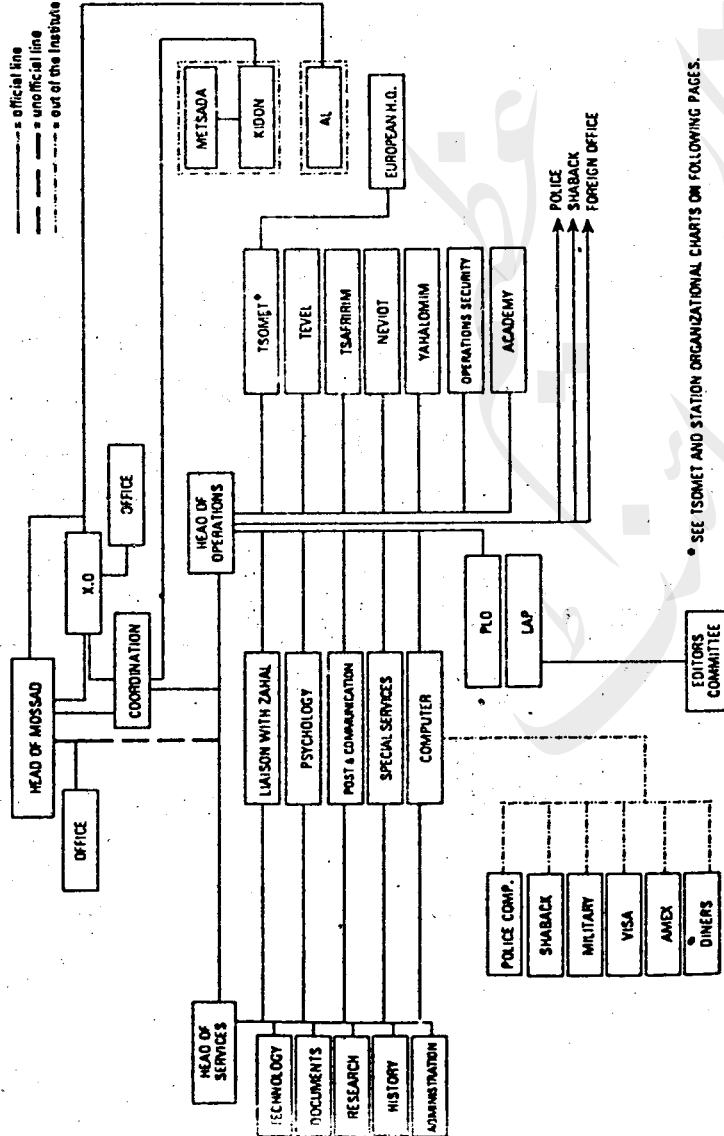 = official line
= unofficial line
= out of the Institute
HEAD OF MOSSAD
OFFICE
X.O
OFFICE
COORDINATION
METSADA
KIDON
AL
HEAD OF SERVICES
HEAD OF OPERATIONS
TECHNOLOGY
DOCUMENTS
RESEARCH
HISTORY
ADMINISTRATION
LIAISON WITH ZAHAL
PSYCHOLOGY
POST & COMMUNICATION
SPECIAL SERVICES
COMPUTER
TSOMET*
TEVEL
TSAFRIRIM
NEVIOT
YAHALOMIM
OPERATIONS SECURITY
ACADEMY
EUROPEAN H.Q.
POLICE
SHABACK
FOREIGN OFFICE
PLO
LAP
EDITORS
COMMITTEE
POLICE COMP.
SHABACK
MILITARY
VISA
AMEX
DINERS
* SEE TSOMET AND STATION ORGANIZATIONAL CHARTS ON FOLLOWING PAGES.